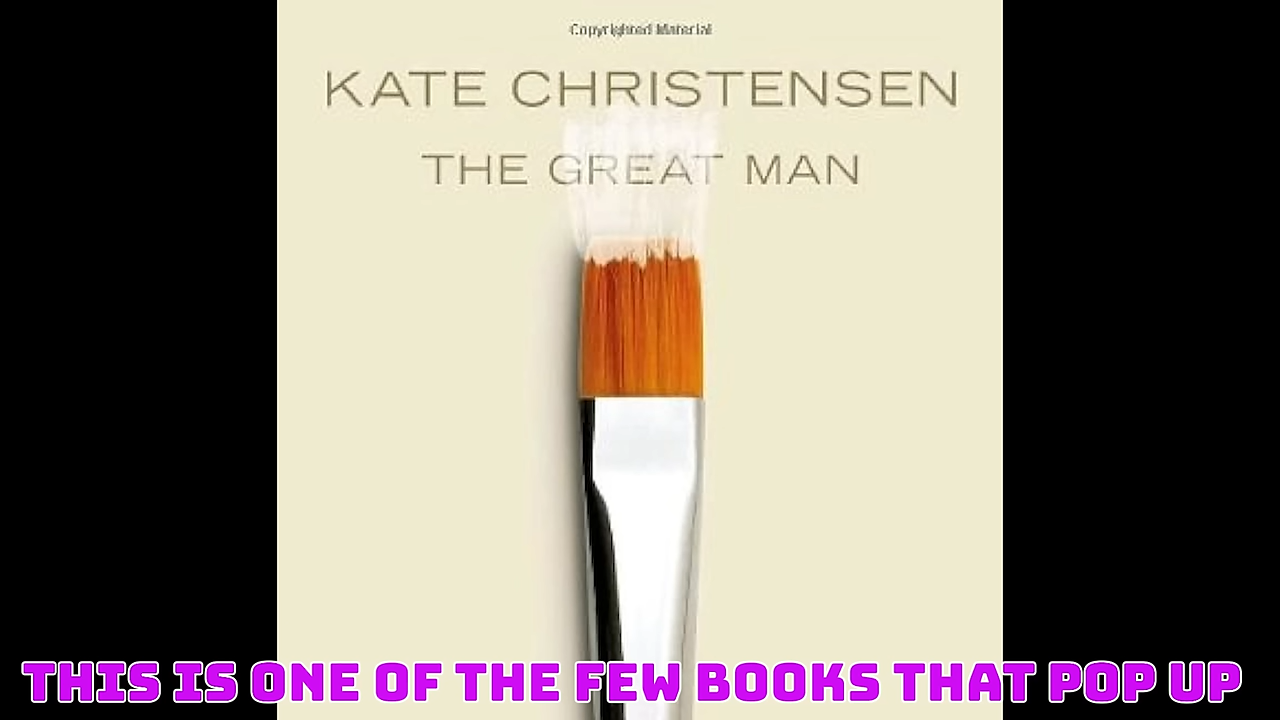 Copyrighted Material
KATE CHRISTENSEN
THE GREAT MAN
THIS IS ONE OF THE FEW BOOKS THAT POP UP